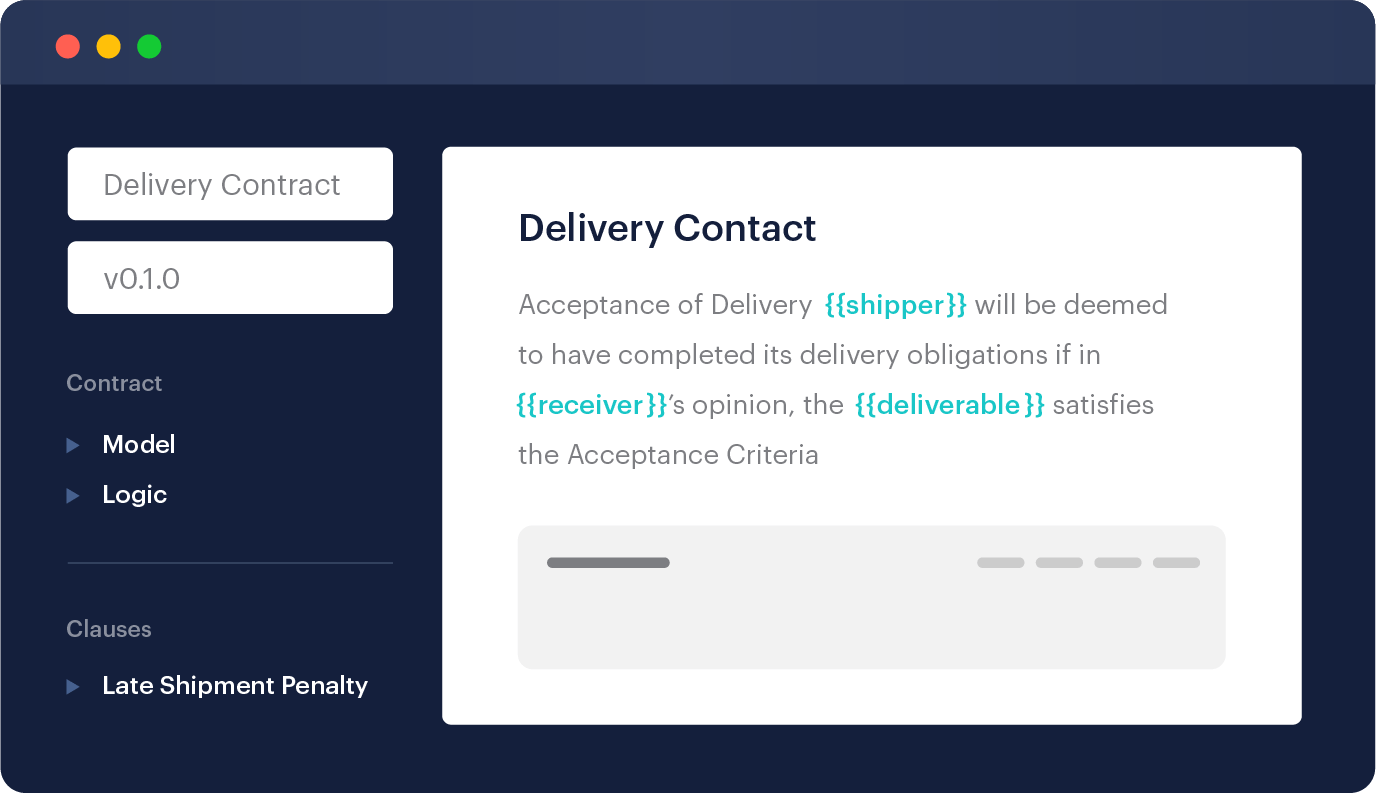 Delivery Contract
v0.1.0
Contract
Model
Logic
Clauses
Late Shipment Penalty
Delivery Contact
Acceptance of Delivery {{shipper}} will be deemed
to have completed its delivery obligations if in
{{receiver}}’s opinion, the {{deliverable}} satisfies
the Acceptance Criteria